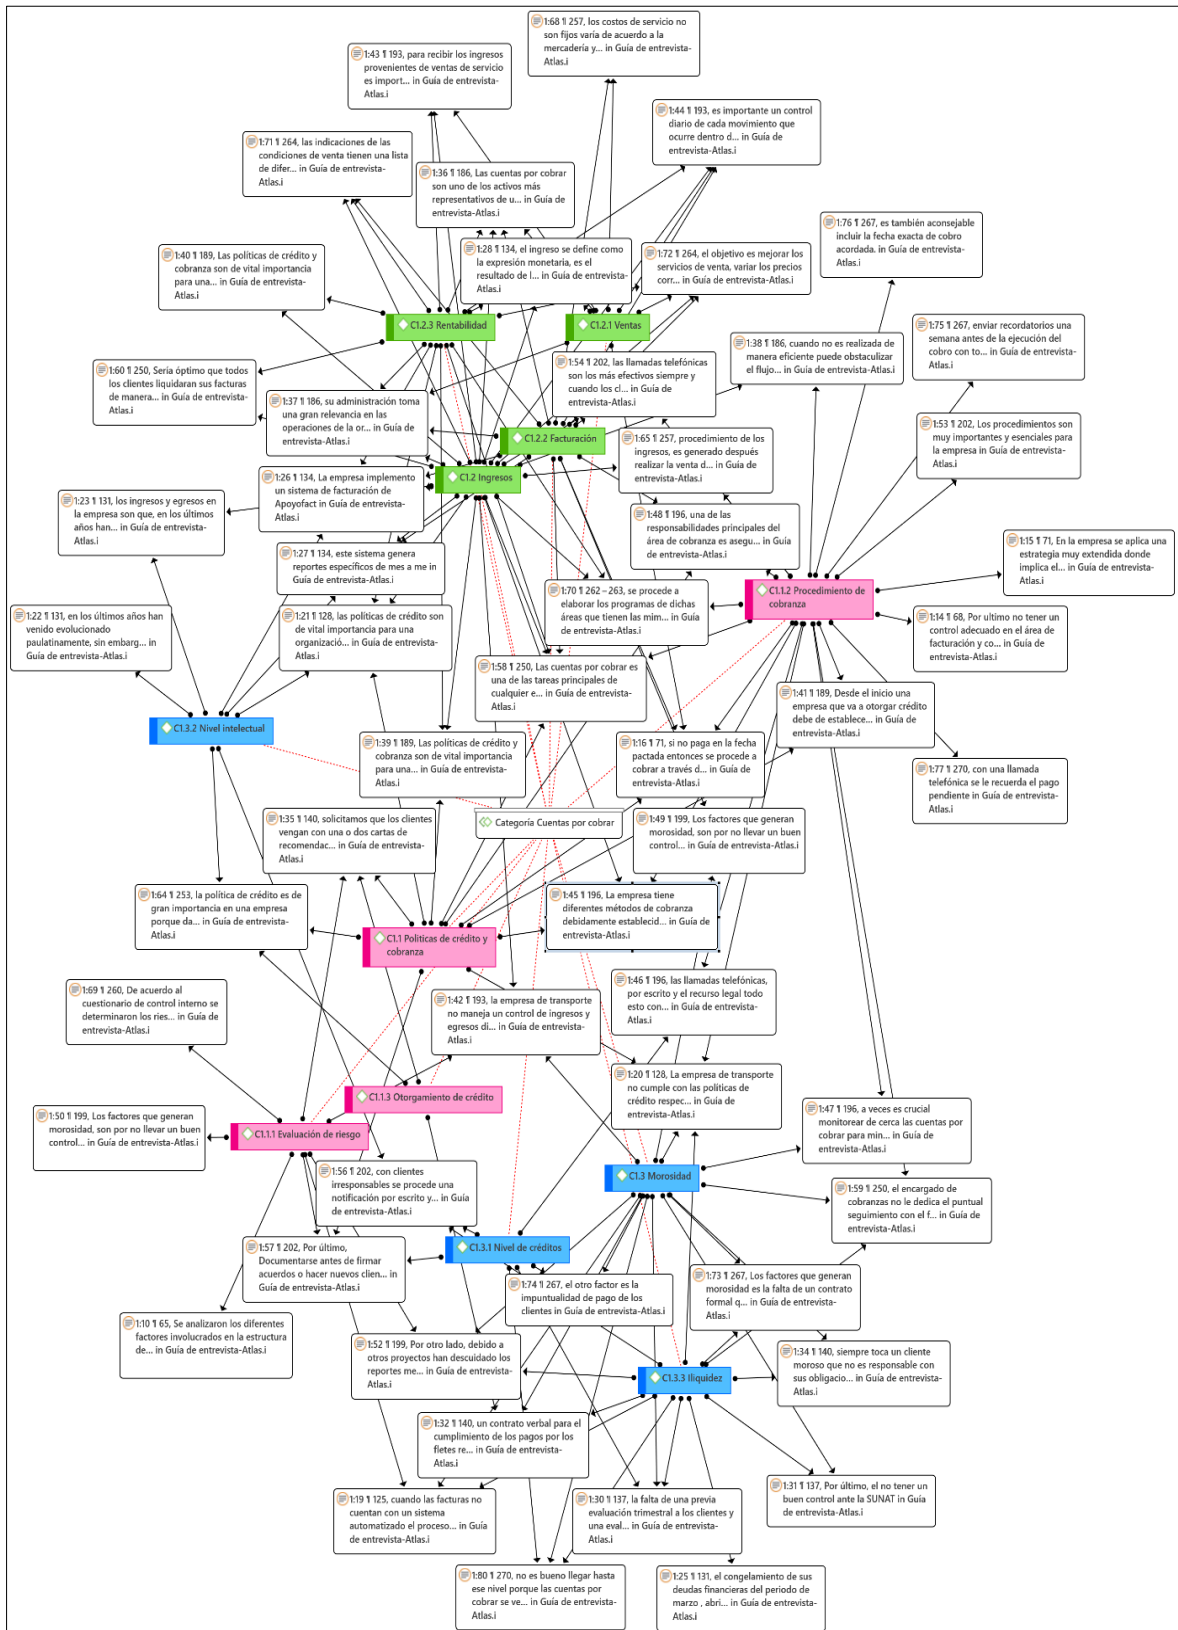 1:68 ¶ 257, los costos de servicio no
son fijos varía de acuerdo a la
mercadería y... in Guía de entrevista-
Atlas.i
1:43 ¶ 193, para recibir los ingresos
provenientes de ventas de servicio
es import... in Guía de entrevista-
Atlas.i
1:44 ¶ 193, es importante un control
diario de cada movimiento que
ocurre dentro d... in Guía de
entrevista-Atlas.i
1:71 ¶ 264, las indicaciones de las
condiciones de venta tienen una lista
de difer... in Guía de entrevista-
Atlas.i
1:36 ¶ 186, Las cuentas por cobrar
son uno de los activos más
representativos de u... in Guía de
entrevista-Atlas.i
1:76 ¶ 267, es también aconsejable
incluir la fecha exacta de cobro
acordada. in Guía de entrevista-
Atlas.i
1:40 ¶ 189, Las políticas de crédito y
cobranza son de vital importancia
para una... in Guía de entrevista-
Atlas.i
1:28 ¶ 134, el ingreso se define como
la expresión monetaria, es el
resultado de l... in Guía de
entrevista-Atlas.i
1:72 ¶ 264, el objetivo es mejorar los
servicios de venta, variar los precios
corr... in Guía de entrevista-Atlas.i
C1.2.3 Rentabilidad
C1.2.1 Ventas
1:75 ¶ 267, enviar recordatorios una
semana antes de la ejecución del
cobro con to... in Guía de
entrevista-Atlas.i
1:38 ¶ 186, cuando no es realizada de
manera eficiente puede obstaculizar
el flujo... in Guía de entrevista-
Atlas.i
1:60 ¶ 250, Sería óptimo que todos
los clientes liquidaran sus facturas
de manera... in Guía de entrevista-
Atlas.i
1:54 ¶ 202, las llamadas telefónicas
son los más efectivos siempre y
cuando los cl... in Guía de
entrevista-Atlas.i
1:37 ¶ 186, su administración toma
una gran relevancia en las
operaciones de la or... in Guía de
entrevista-Atlas.i
C1.2.2 Facturación
1:65 ¶ 257, procedimiento de los
ingresos, es generado después
realizar la venta d... in Guía de
entrevista-Atlas.i
1:53 ¶ 202, Los procedimientos son
muy importantes y esenciales para
la empresa in Guía de entrevista-
Atlas.i
C1.2 Ingresos
1:26 ¶ 134, La empresa implemento
un sistema de facturación de
Apoyofact in Guía de entrevista-
Atlas.i
1:23 ¶ 131, los ingresos y egresos en
la empresa son que, en los últimos
años han... in Guía de entrevista-
Atlas.i
1:48 ¶ 196, una de las
responsabilidades principales del
área de cobranza es asegu... in Guía
de entrevista-Atlas.i
1:27 ¶ 134, este sistema genera
reportes específicos de mes a me in
Guía de entrevista-Atlas.i
1:15 ¶ 71, En la empresa se aplica una
estrategia muy extendida donde
implica el... in Guía de entrevista-
Atlas.i
1:70 ¶ 262 – 263, se procede a
elaborar los programas de dichas
áreas que tienen las mim... in Guía
de entrevista-Atlas.i
C1.1.2 Procedimiento de
cobranza
1:22 ¶ 131, en los últimos años han
venido evolucionado
paulatinamente, sin embarg... in
Guía de entrevista-Atlas.i
1:21 ¶ 128, las políticas de crédito son
de vital importancia para una
organizació... in Guía de
entrevista-Atlas.i
1:14 ¶ 68, Por ultimo no tener un
control adecuado en el área de
facturación y co... in Guía de
entrevista-Atlas.i
1:58 ¶ 250, Las cuentas por cobrar es
una de las tareas principales de
cualquier e... in Guía de entrevista-
Atlas.i
1:41 ¶ 189, Desde el inicio una
empresa que va a otorgar crédito
debe de establece... in Guía de
entrevista-Atlas.i
C1.3.2 Nivel intelectual
1:39 ¶ 189, Las políticas de crédito y
cobranza son de vital importancia
para una... in Guía de entrevista-
Atlas.i
1:16 ¶ 71, si no paga en la fecha
pactada entonces se procede a
cobrar a través d... in Guía de
entrevista-Atlas.i
1:77 ¶ 270, con una llamada
telefónica se le recuerda el pago
pendiente in Guía de entrevista-
Atlas.i
1:35 ¶ 140, solicitamos que los clientes
vengan con una o dos cartas de
recomendac... in Guía de
entrevista-Atlas.i
Categoría Cuentas por cobrar
1:49 ¶ 199, Los factores que generan
morosidad, son por no llevar un buen
control... in Guía de entrevista-
Atlas.i
1:64 ¶ 253, la política de crédito es de
gran importancia en una empresa
porque da... in Guía de entrevista-
Atlas.i
1:45 ¶ 196, La empresa tiene
diferentes métodos de cobranza
debidamente establecid... in Guía de
entrevista-Atlas.i
C1.1 Políticas de crédito y
cobranza
1:69 ¶ 260, De acuerdo al
cuestionario de control interno se
determinaron los ries... in Guía de
entrevista-Atlas.i
1:46 ¶ 196, las llamadas telefónicas,
por escrito y el recurso legal todo
esto con... in Guía de entrevista-
Atlas.i
1:42 ¶ 193, la empresa de transporte
no maneja un control de ingresos y
egresos di... in Guía de entrevista-
Atlas.i
1:20 ¶ 128, La empresa de transporte
no cumple con las políticas de
crédito respec... in Guía de
entrevista-Atlas.i
C1.1.3 Otorgamiento de crédito
1:50 ¶ 199, Los factores que generan
morosidad, son por no llevar un buen
control... in Guía de entrevista-
Atlas.i
C1.1.1 Evaluación de riesgo
1:47 ¶ 196, a veces es crucial
monitorear de cerca las cuentas por
cobrar para min... in Guía de
entrevista-Atlas.i
1:56 ¶ 202, con clientes
irresponsables se procede una
notificación por escrito y... in Guía
de entrevista-Atlas.i
C1.3 Morosidad
1:59 ¶ 250, el encargado de
cobranzas no le dedica el puntual
seguimiento con el f... in Guía de
entrevista-Atlas.i
1:57 ¶ 202, Por último,
Documentarse antes de firmar
acuerdos o hacer nuevos clien... in
Guía de entrevista-Atlas.i
C1.3.1 Nivel de créditos
1:74 ¶ 267, el otro factor es la
impuntualidad de pago de los
clientes in Guía de entrevista-Atlas.i
1:73 ¶ 267, Los factores que generan
morosidad es la falta de un contrato
formal q... in Guía de entrevista-
Atlas.i
1:10 ¶ 65, Se analizaron los diferentes
factores involucrados en la estructura
de... in Guía de entrevista-Atlas.i
1:52 ¶ 199, Por otro lado, debido a
otros proyectos han descuidado los
reportes me... in Guía de
entrevista-Atlas.i
1:34 ¶ 140, siempre toca un cliente
moroso que no es responsable con
sus obligacio... in Guía de
entrevista-Atlas.i
C1.3.3 Iliquidez
1:32 ¶ 140, un contrato verbal para el
cumplimiento de los pagos por los
fletes re... in Guía de entrevista-
Atlas.i
1:31 ¶ 137, Por último, el no tener un
buen control ante la SUNAT in Guía
de entrevista-Atlas.i
1:19 ¶ 125, cuando las facturas no
cuentan con un sistema
automatizado el proceso... in Guía
de entrevista-Atlas.i
1:30 ¶ 137, la falta de una previa
evaluación trimestral a los clientes y
una eval... in Guía de
entrevista-Atlas.i
1:80 ¶ 270, no es bueno llegar hasta
ese nivel porque las cuentas por
cobrar se ve... in Guía de
entrevista-Atlas.i
1:25 ¶ 131, el congelamiento de sus
deudas financieras del periodo de
marzo , abri... in Guía de entrevista-
Atlas.i